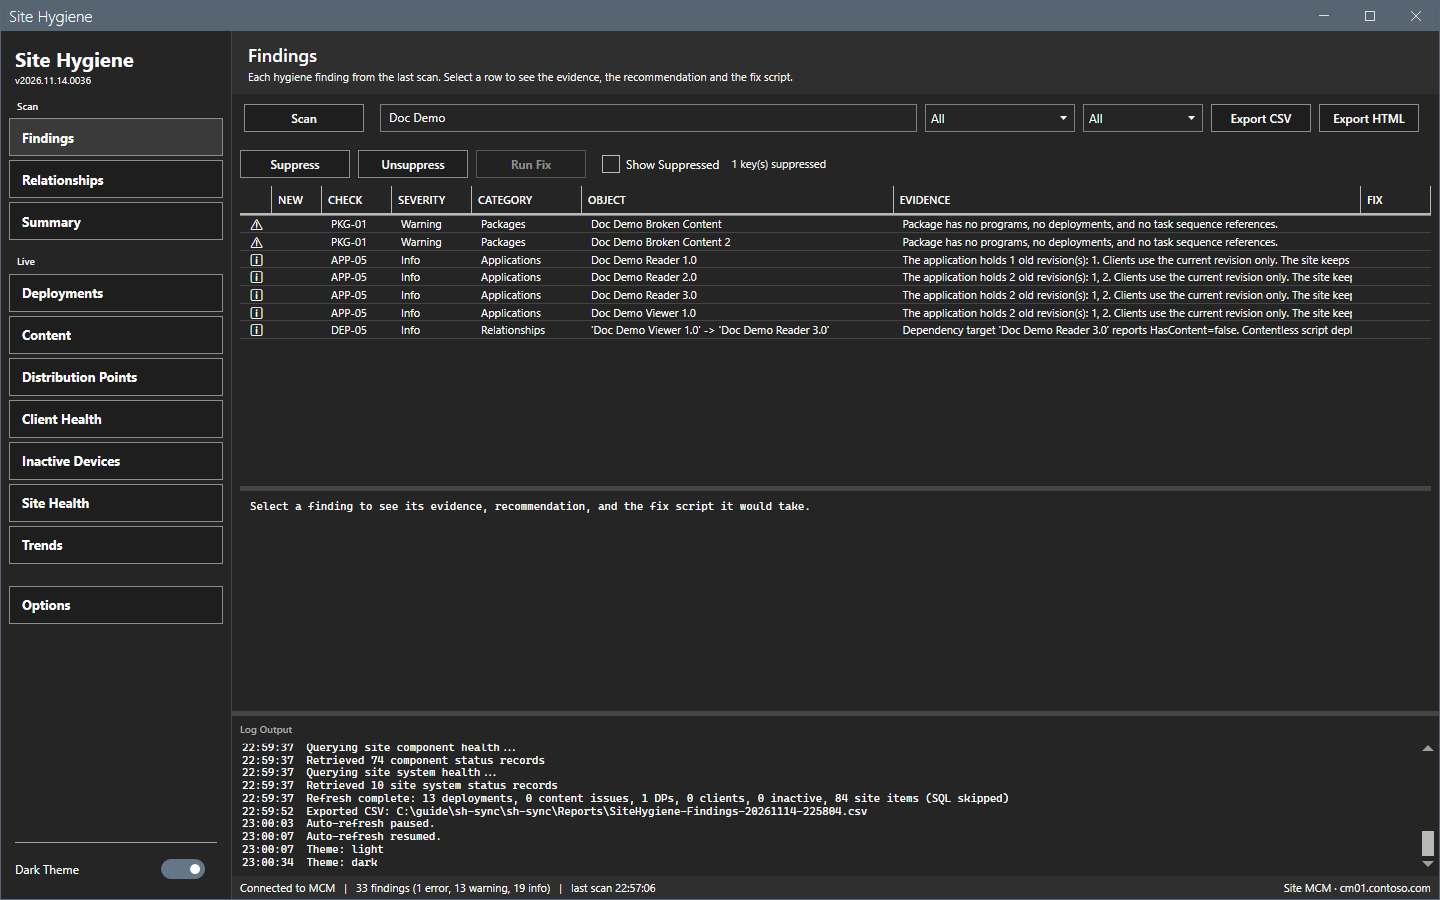 Site Hygiene
Site Hygiene
v2026.11.14.0036
Scan
Findings
Relationships
Summary
Live
Deployments
Content
Distribution Points
Client Health
Inactive Devices
Site Health
Trends
Options
Dark Theme
Findings
Each hygiene finding from the last scan. Select a row to see the evidence, the recommendation and the fix script.
Scan Doc Demo All All Export CSV Export HTML
Suppress Unsuppress Run Fix Show Suppressed 1 key(s) suppressed
NEW CHECK SEVERITY CATEGORY OBJECT EVIDENCE FIX
PKG-01 Warning Packages Doc Demo Broken Content Package has no programs, no deployments, and no task sequence references.
PKG-01 Warning Packages Doc Demo Broken Content 2 Package has no programs, no deployments, and no task sequence references.
APP-05 Info Applications Doc Demo Reader 1.0 The application holds 1 old revision(s): 1. Clients use the current revision only. The site keeps
APP-05 Info Applications Doc Demo Reader 2.0 The application holds 2 old revision(s): 1, 2. Clients use the current revision only. The site keep
APP-05 Info Applications Doc Demo Reader 3.0 The application holds 2 old revision(s): 1, 2. Clients use the current revision only. The site keep
APP-05 Info Applications Doc Demo Viewer 1.0 The application holds 2 old revision(s): 1, 2. Clients use the current revision only. The site keep
DEP-05 Info Relationships 'Doc Demo Viewer 1.0' -> 'Doc Demo Reader 3.0' Dependency target 'Doc Demo Reader 3.0' reports HasContent=false. Contentless script depl
Select a finding to see its evidence, recommendation, and the fix script it would take.
Log Output
22:59:37 Querying site component health...
22:59:37 Retrieved 74 component status records
22:59:37 Querying site system health...
22:59:37 Retrieved 10 site system status records
22:59:37 Refresh complete: 13 deployments, 0 content issues, 1 DPs, 0 clients, 0 inactive, 84 site items (SQL skipped)
22:59:52 Exported CSV: C:\guide\sh-sync\sh-sync\Reports\SiteHygiene-Findings-20261114-225804.csv
23:00:03 Auto-refresh paused.
23:00:07 Auto-refresh resumed.
23:00:07 Theme: light
23:00:34 Theme: dark
Connected to MCM | 33 findings (1 error, 13 warning, 19 info) | last scan 22:57:06
Site MCM · cm01.contoso.com